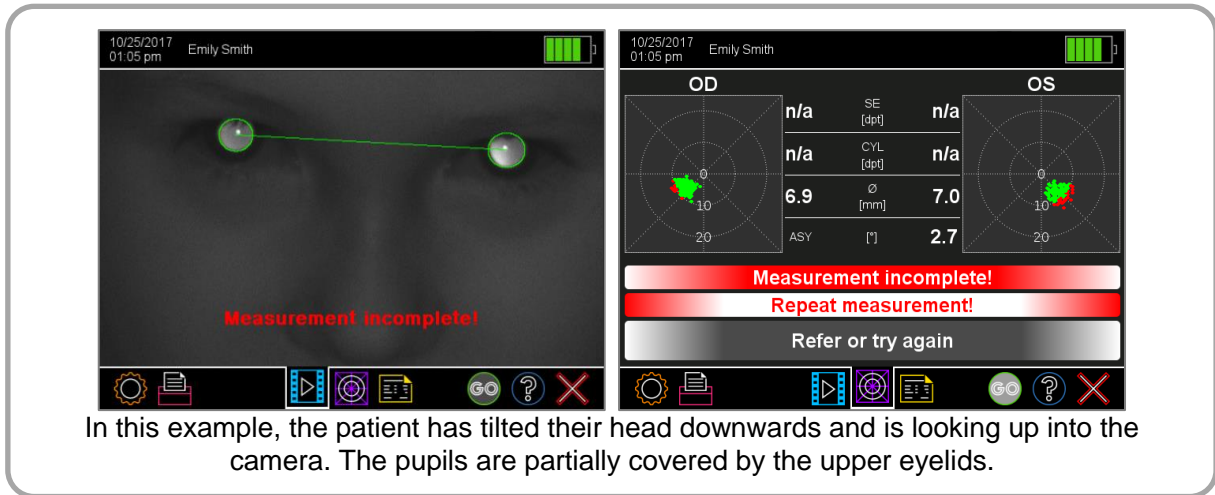 10/25/2017
01:05 pm
Emily Smith
Measurement incomplete!
GO
?
10/25/2017
01:05 pm
Emily Smith
OD
OS
n/a SE [dpt] n/a
n/a CYL [dpt] n/a
6.9 Ø [mm] 7.0
ASY [°] 2.7
0
10
20
0
10
20
Measurement incomplete!
Repeat measurement!
Refer or try again
GO
?
In this example, the patient has tilted their head downwards and is looking up into the
camera. The pupils are partially covered by the upper eyelids.